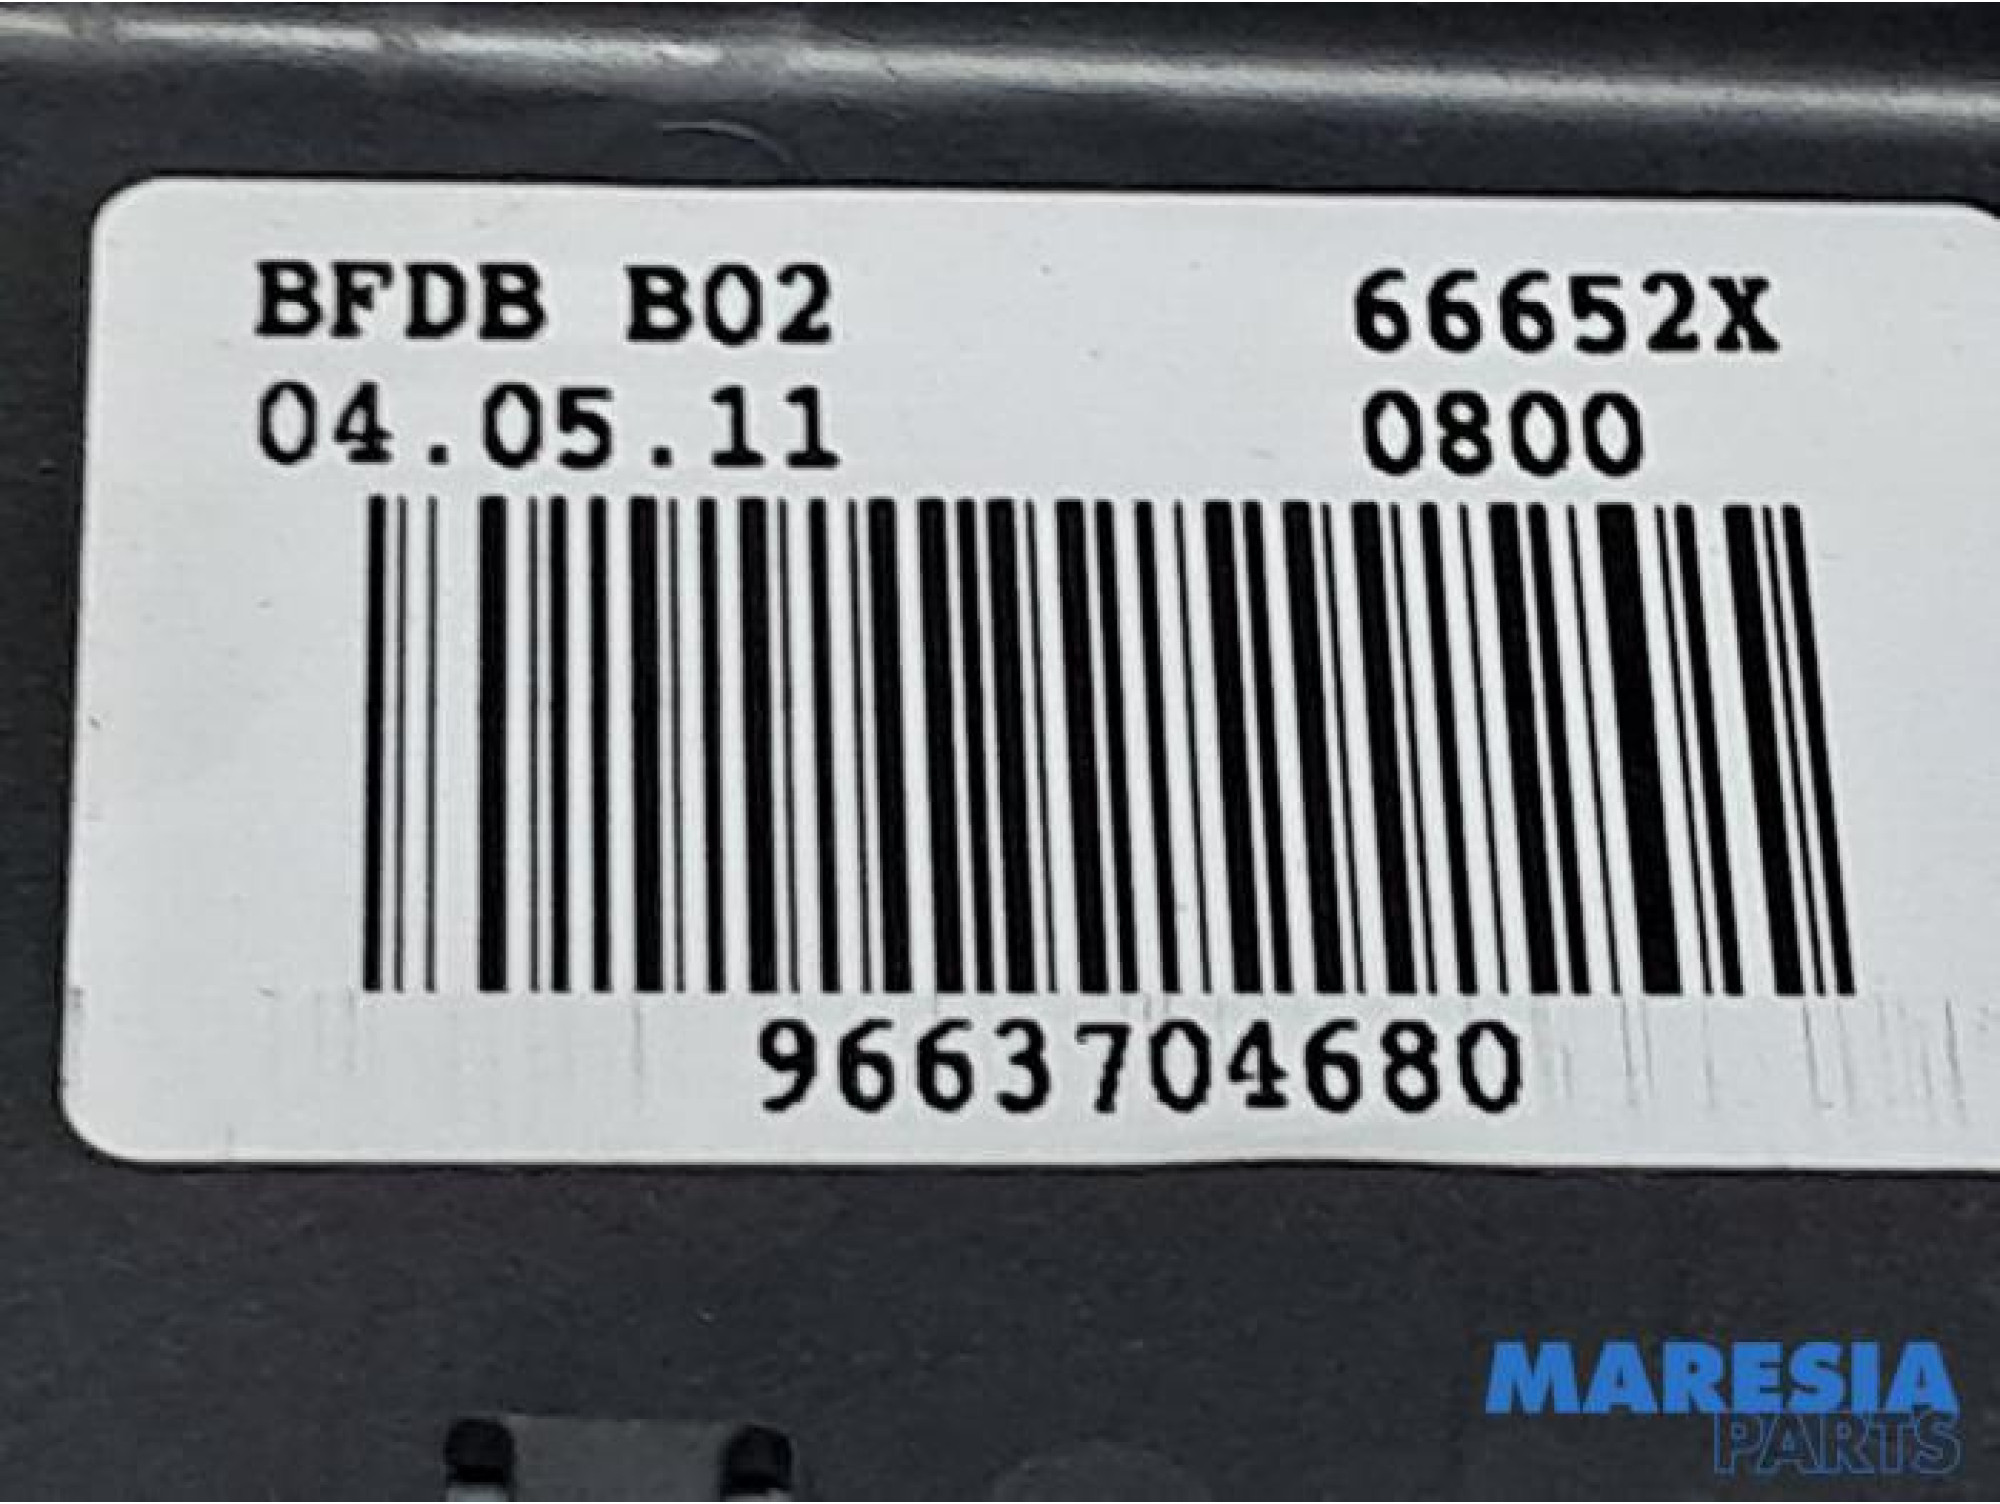 BFDB B02 66652X
04.05.11 0800
9663704680
MARESIA
PARTS